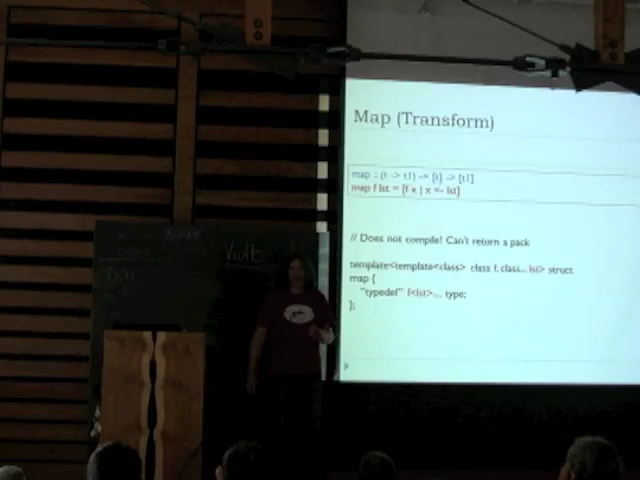 Map (Transform)
map :: (t -> t1) -> [t] -> [t1]
map f lst = [f x | x <- lst]
// Does not compile! Can't return a pack
template<template<class> class f, class... lst> struct
map {
"typedef" f<lst>... type;
};
Vault